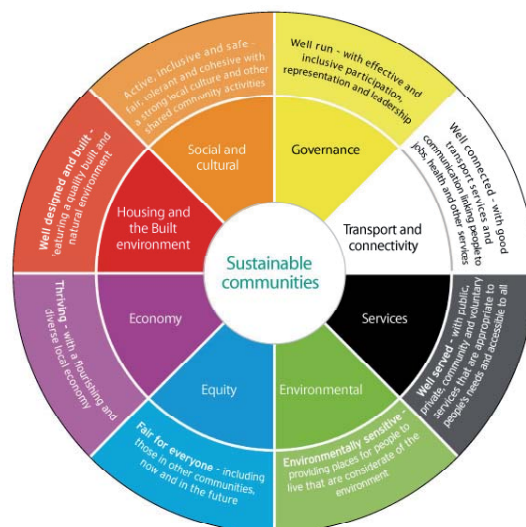 Sustainable
communities
Governance
Well run - with effective and
inclusive participation,
representation and leadership
Transport and
connectivity
Well connected - with good
transport services and
communication linking people to
jobs, health and other services
Services
Well served - with public,
private, community and voluntary
services that are appropriate to
people's needs and accessible to all
Environmental
Environmentally sensitive -
providing places for people to
live that are considerate of the
environment
Equity
Fair for everyone - including
those in other communities,
now and in the future
Economy
Thriving - with a flourishing and
diverse local economy
Housing and
the Built
environment
Well designed and built -
eaturing a quality built and
natural environment
Social and
cultural
Active, inclusive and safe -
fair, tolerant and cohesive with
a strong local culture and other
shared community activities